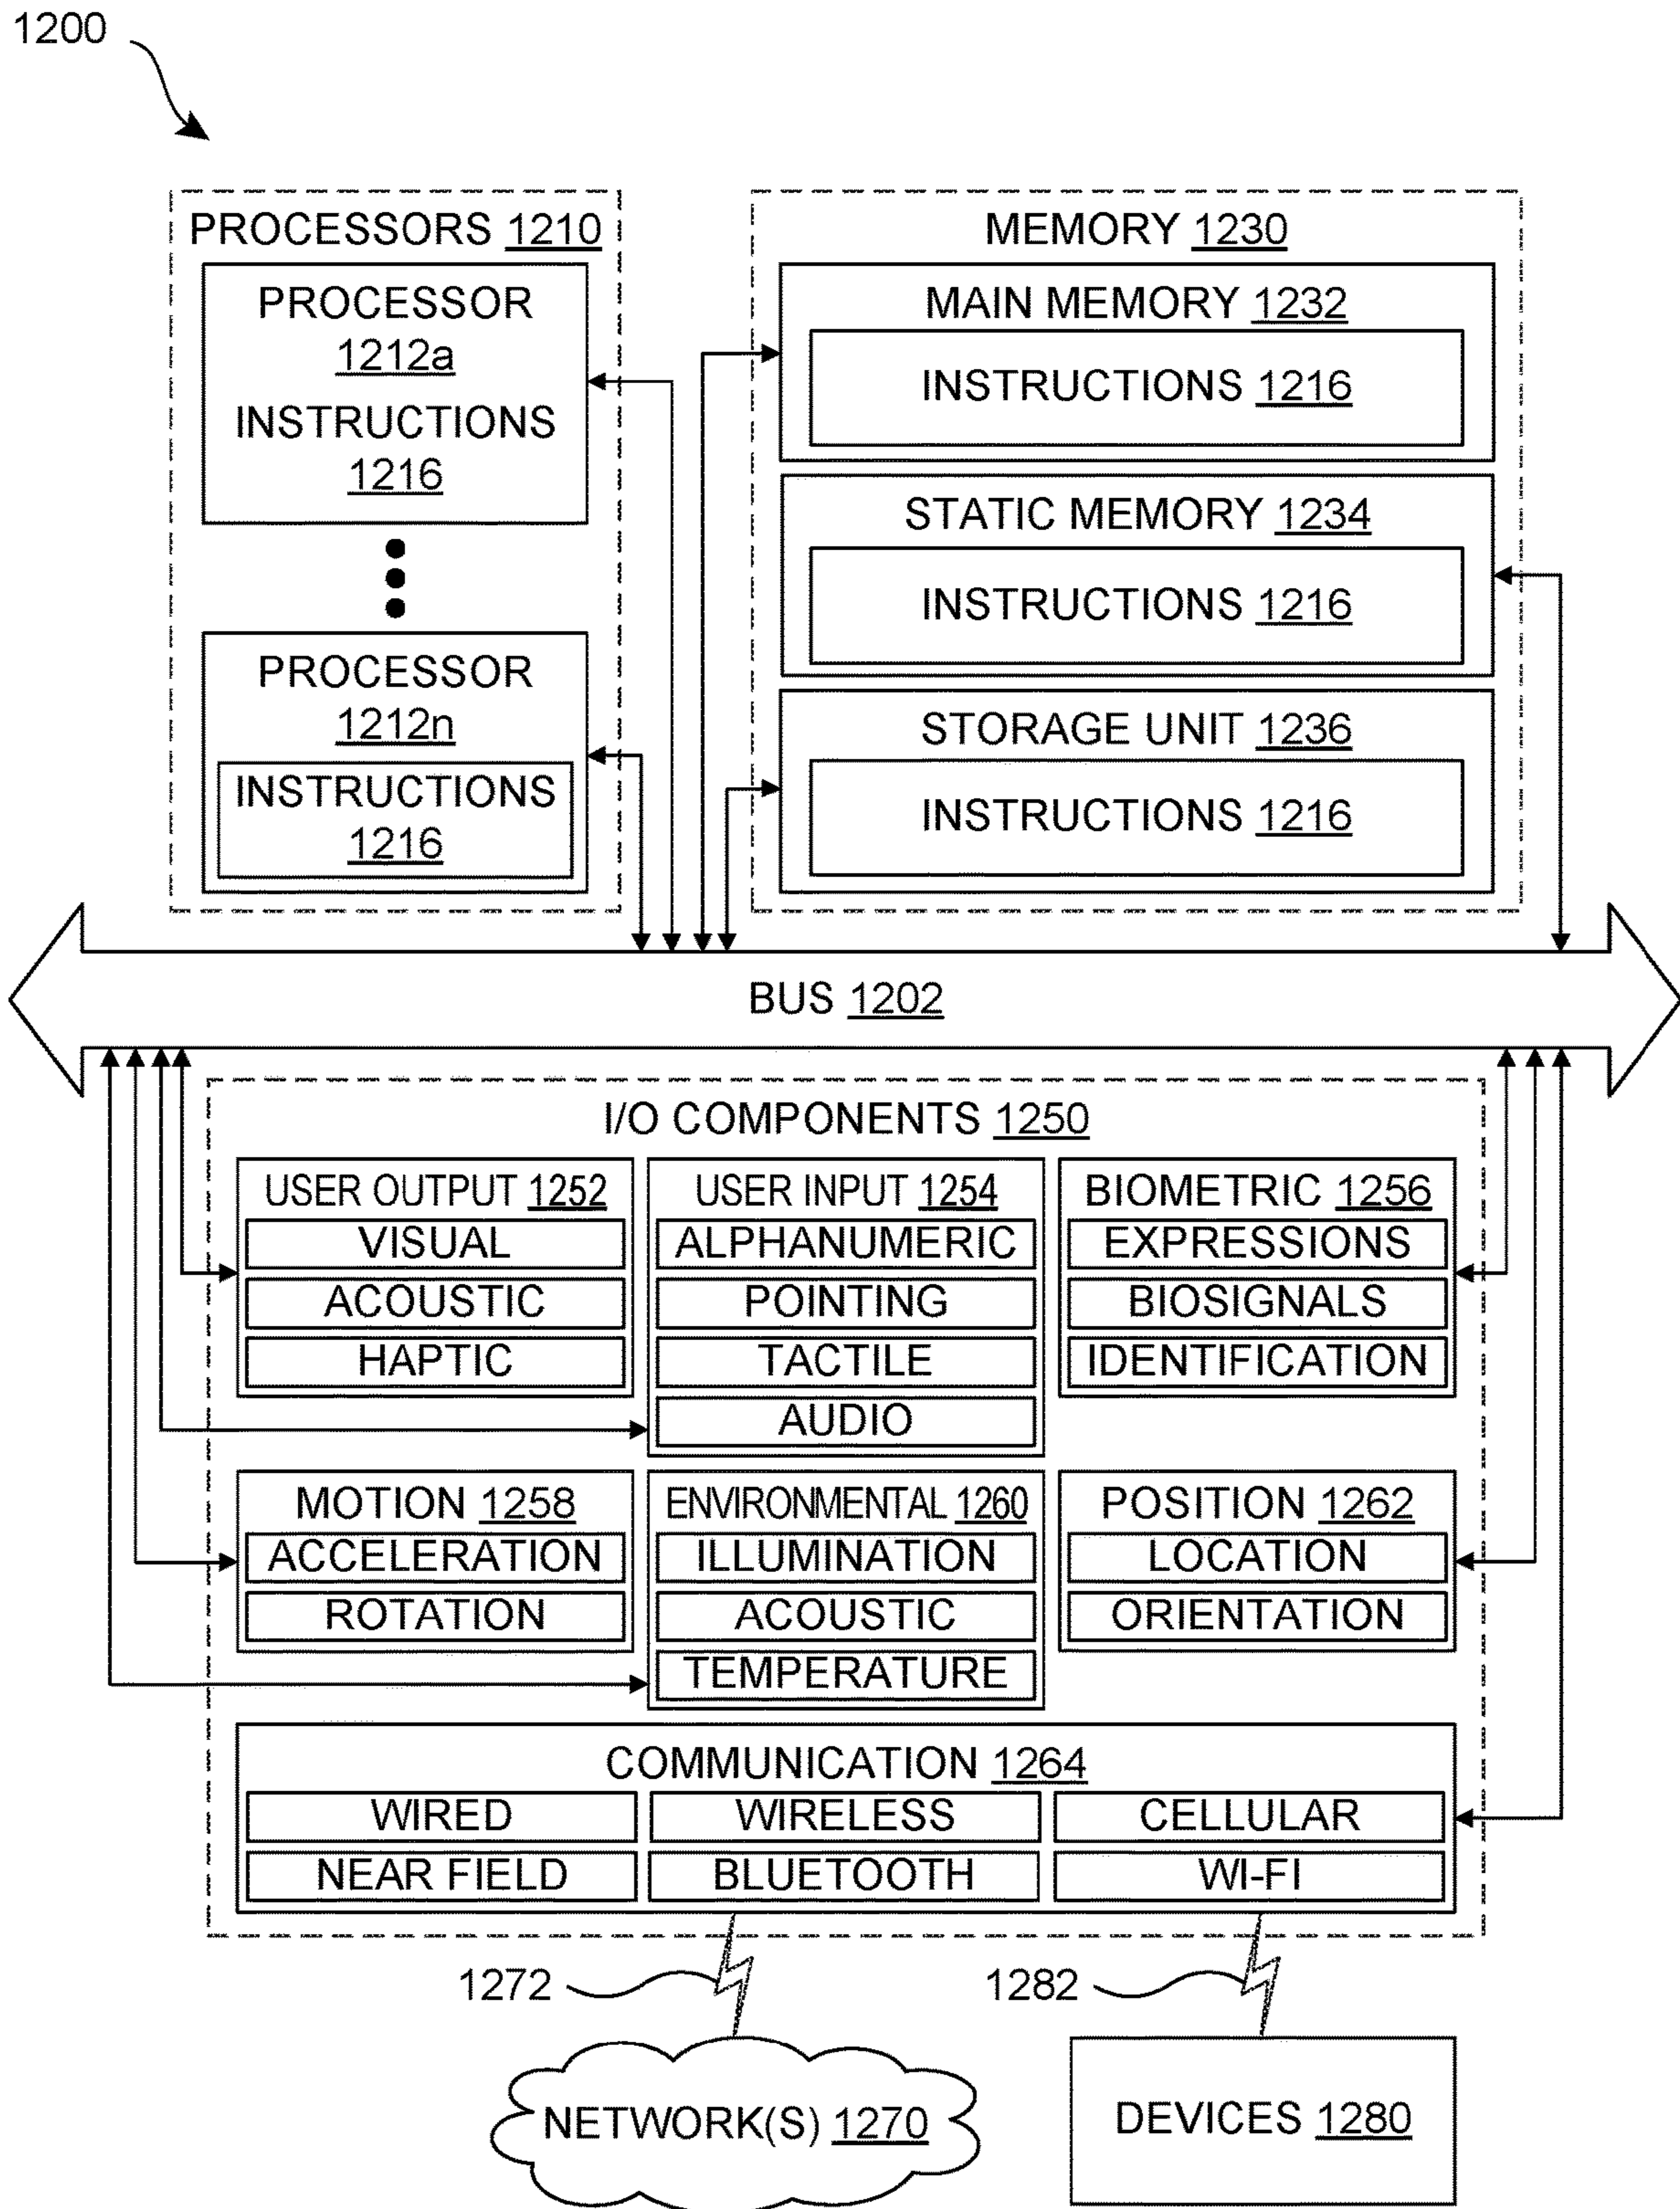 1200
PROCESSORS 1210
PROCESSOR
1212a
INSTRUCTIONS
1216
PROCESSOR
1212n
INSTRUCTIONS
1216
MEMORY 1230
MAIN MEMORY 1232
INSTRUCTIONS 1216
STATIC MEMORY 1234
INSTRUCTIONS 1216
STORAGE UNIT 1236
INSTRUCTIONS 1216
BUS 1202
I/O COMPONENTS 1250
USER OUTPUT 1252
VISUAL
ACOUSTIC
HAPTIC
USER INPUT 1254
ALPHANUMERIC
POINTING
TACTILE
AUDIO
BIOMETRIC 1256
EXPRESSIONS
BIOSIGNALS
IDENTIFICATION
MOTION 1258
ACCELERATION
ROTATION
ENVIRONMENTAL 1260
ILLUMINATION
ACOUSTIC
TEMPERATURE
POSITION 1262
LOCATION
ORIENTATION
COMMUNICATION 1264
WIRED
WIRELESS
CELLULAR
NEAR FIELD
BLUETOOTH
WI-FI
1272
1282
NETWORK(S) 1270
DEVICES 1280